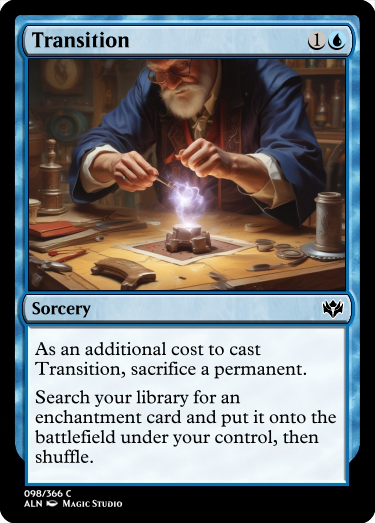 Transition 1
Sorcery
As an additional cost to cast
Transition, sacrifice a permanent.
Search your library for an
enchantment card and put it onto the
battlefield under your control, then
shuffle.
098/366 C
ALN Magic Studio